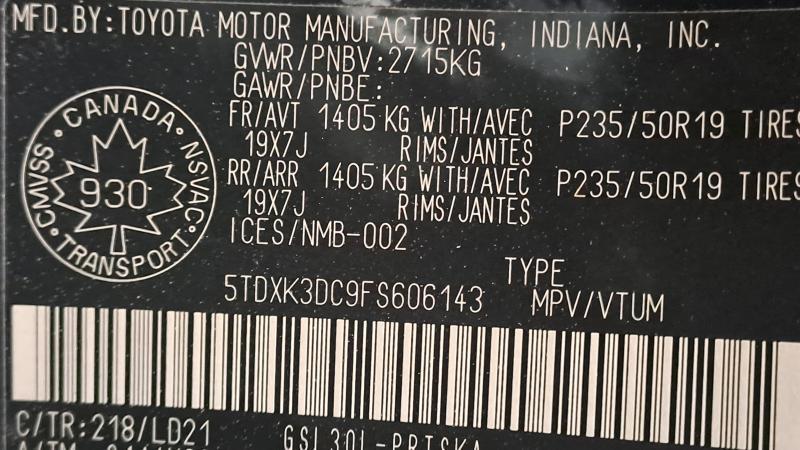 MFD.BY:TOYOTA MOTOR MANUFACTURING, INDIANA, INC.
GVWR/PNBV:2715KG
GAWR/PNBE:
FR/AVT 1405 KG WITH/AVEC P235/50R19 TIRES
19X7J RIMS/JANTES
RR/ARR 1405 KG WITH/AVEC P235/50R19 TIRES
19X7J RIMS/JANTES
ICES/NMB-002
CANADA
CMVSS 930 NSVAC
TRANSPORT
TYPE
5TDXK3DC9FS606143 MPV/VTUM
C/TR:218/LD21 GSL30L-PRTSKA